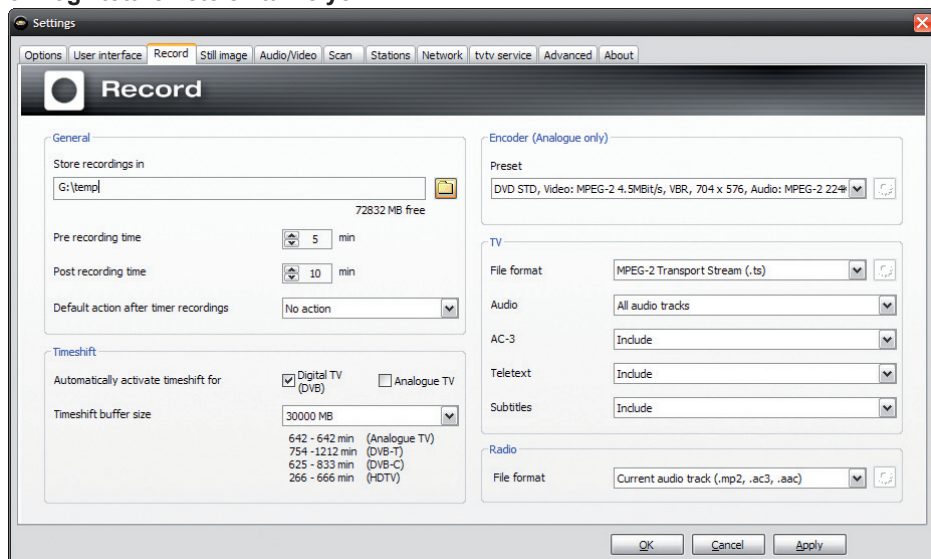 Settings
Options User interface Record Still image Audio/Video Scan Stations Network tvtv service Advanced About
Record
General
Store recordings in
G:\temp
72832 MB free
Pre recording time 5 min
Post recording time 10 min
Default action after timer recordings No action
Timeshift
Automatically activate timeshift for Digital TV (DVB) Analogue TV
Timeshift buffer size 30000 MB
642 - 642 min (Analogue TV)
754 -1212 min (DVB-T)
625 - 833 min (DVB-C)
266 - 666 min (HDTV)
Encoder (Analogue only)
Preset
DVD STD, Video: MPEG-2 4.5MBit/s, VBR, 704 x 576, Audio: MPEG-2 224
TV
File format MPEG-2 Transport Stream (.ts)
Audio All audio tracks
AC-3 Include
Teletext Include
Subtitles Include
Radio
File format Current audio track (.mp2, .ac3, .aac)
OK Cancel Apply